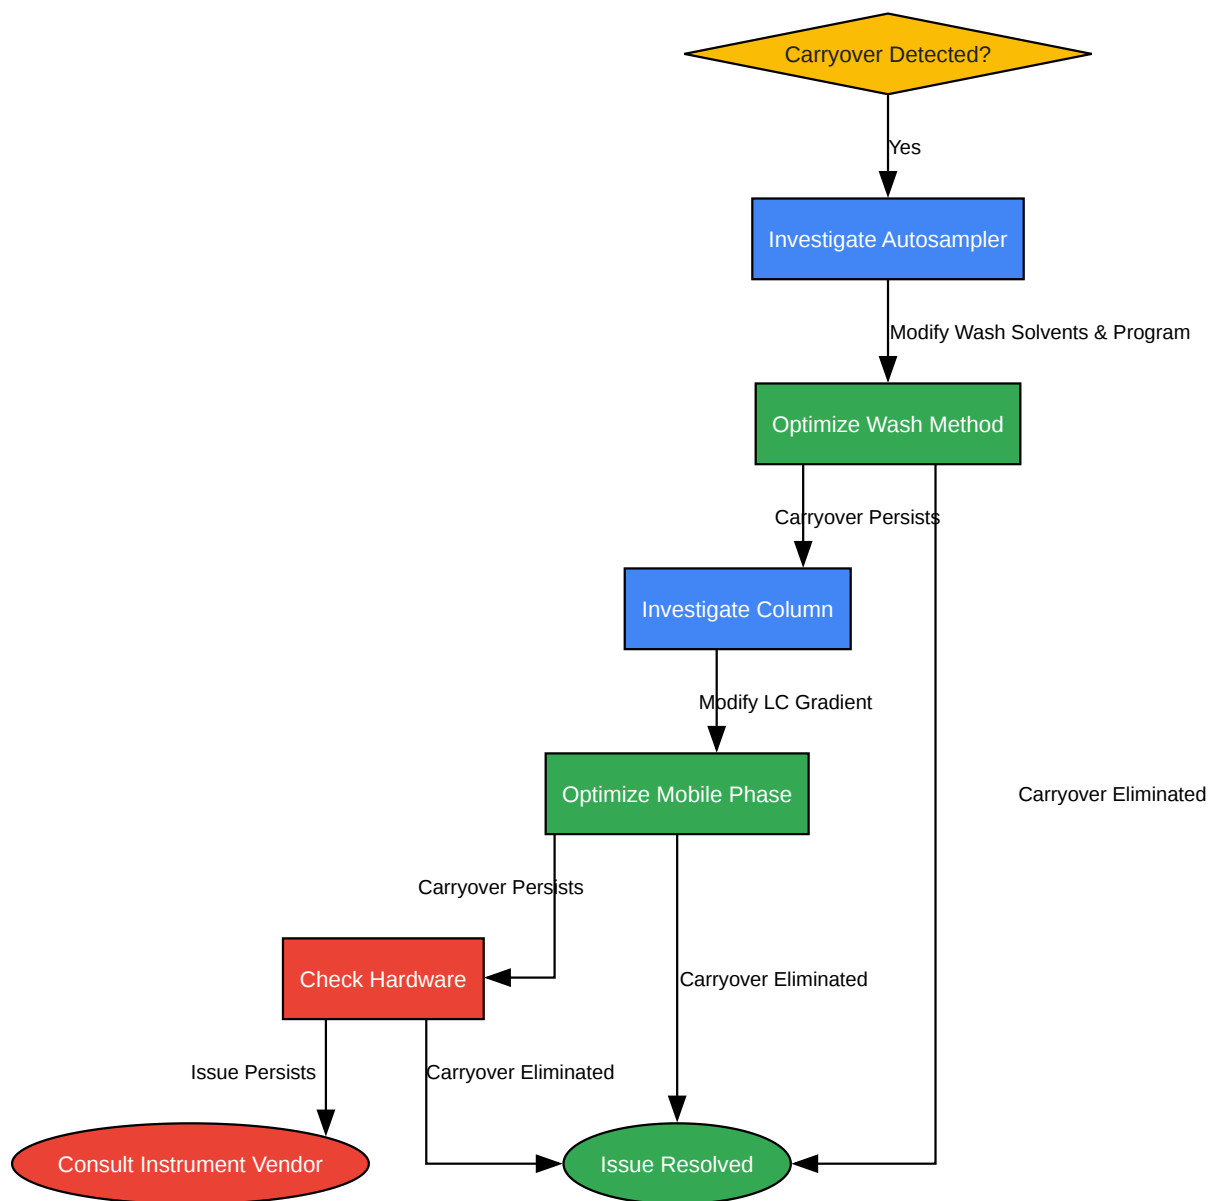 Carryover Detected?
Yes
Investigate Autosampler
Modify Wash Solvents & Program
Optimize Wash Method
Carryover Persists
Investigate Column
Modify LC Gradient
Optimize Mobile Phase
Carryover Eliminated
Carryover Persists
Check Hardware
Carryover Eliminated
Issue Persists
Carryover Eliminated
Consult Instrument Vendor
Issue Resolved